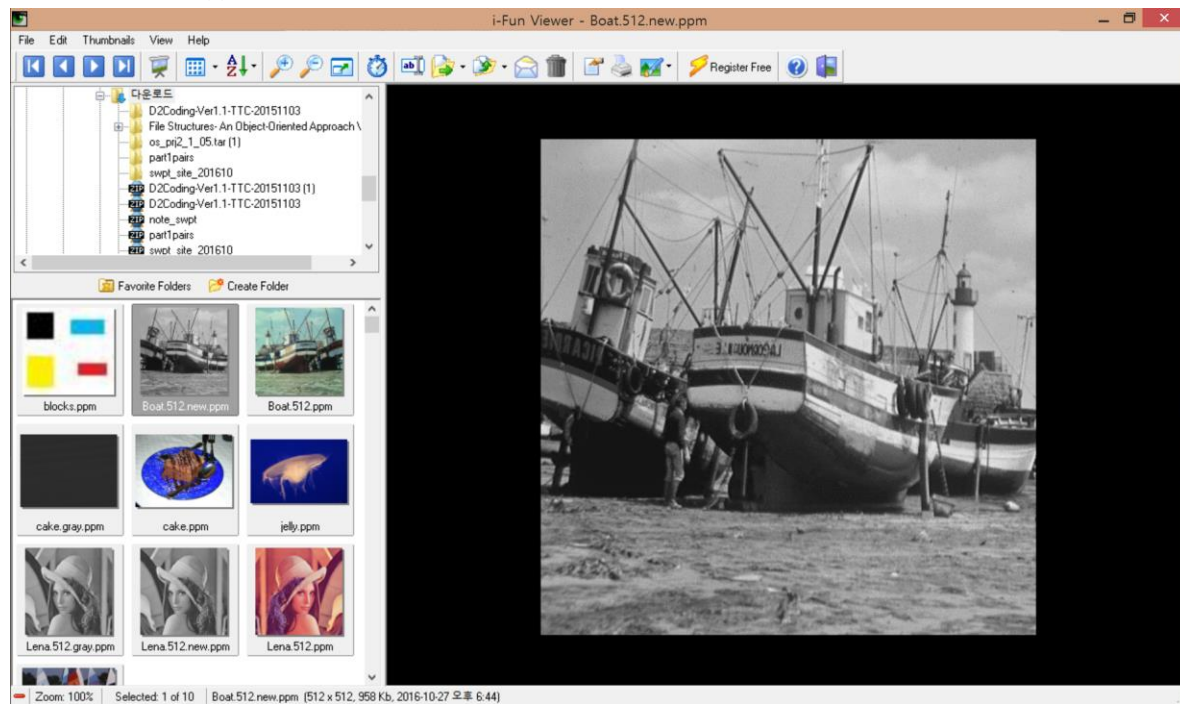 i-Fun Viewer - Boat.512.new.ppm
File Edit Thumbnails View Help
Register Free
다운로드
D2Coding-Ver1.1-TTC-20151103
File Structures- An Object-Oriented Approach \
os_prj2_1_05.tar (1)
part1pairs
swpt_site_201610
ZIP D2Coding-Ver1.1-TTC-20151103 (1)
ZIP D2Coding-Ver1.1-TTC-20151103
ZIP note_swpt
ZIP part1pairs
ZIP swpt_site_201610
Favorite Folders Create Folder
blocks.ppm Boat.512.new.ppm Boat.512.ppm
cake.gray.ppm cake.ppm jelly.ppm
Lena.512.gray.ppm Lena.512.new.ppm Lena.512.ppm
Zoom: 100% Selected: 1 of 10 Boat.512.new.ppm (512 x 512, 958 Kb, 2016-10-27 오후 6:44)